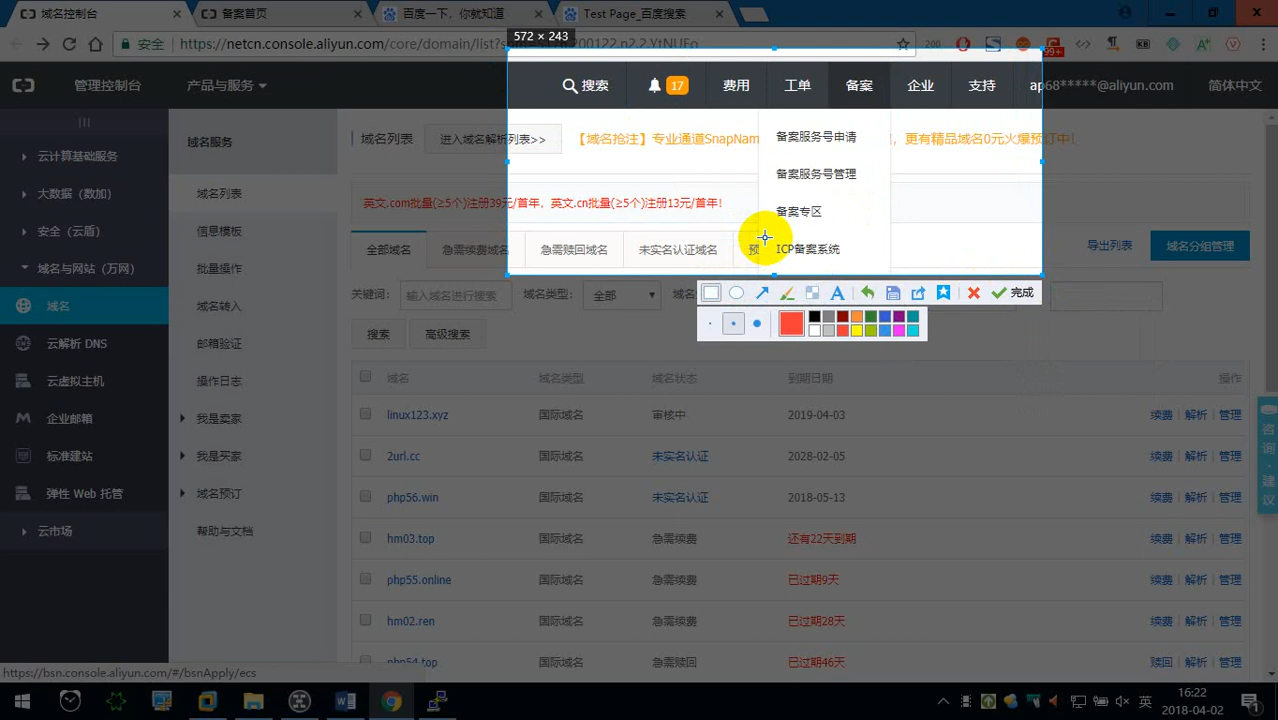 域名控制台
备案首页
百度一下，你就知道
Test Page_百度搜索
572 × 243
安全 https://netcn.console.aliyun.com/core/domain/list?
200
99+
管理控制台 产品与服务 搜索 17 费用 工单 备案 企业 支持 ap68*****@aliyun.com 简体中文
云计算基础服务
大数据（数加）
安全（云盾）
域名与网站（万网）
域名
云解析 DNS
云虚拟主机
企业邮箱
标准建站
弹性 Web 托管
云市场
域名服务
域名列表
信息模板
批量操作
域名转入
邮箱验证
操作日志
我是卖家
我是买家
域名预订
帮助与文档
域名列表 进入域名解析列表>> 【域名抢注】专业通道SnapNam ，更有精品域名0元火爆预订中！
备案服务号申请
备案服务号管理
备案专区
ICP备案系统
英文.com批量(≥5个)注册39元/首年，英文.cn批量(≥5个)注册13元/首年！
全部域名 急需续费域名 急需赎回域名 未实名认证域名 预 导出列表 域名分组管理
关键词： 输入域名进行搜索 域名类型： 全部 域名
完成
搜索 高级搜索
域名 域名类型 域名状态 到期日期 操作
linux123.xyz 国际域名 审核中 2019-04-03 续费 | 解析 | 管理
2url.cc 国际域名 未实名认证 2028-02-05 续费 | 解析 | 管理
php56.win 国际域名 未实名认证 2018-05-13 续费 | 解析 | 管理
hm03.top 国际域名 急需续费 还有22天到期 续费 | 解析 | 管理
php55.online 国际域名 急需续费 已过期9天 续费 | 解析 | 管理
hm02.ren 国际域名 急需续费 已过期28天 续费 | 解析 | 管理
php54.top 国际域名 急需赎回 已过期46天 赎回 | 解析 | 管理
咨询·建议
https://bsn.console.aliyun.com/#/bsnApply/ecs
英
16:22
2018-04-02
1